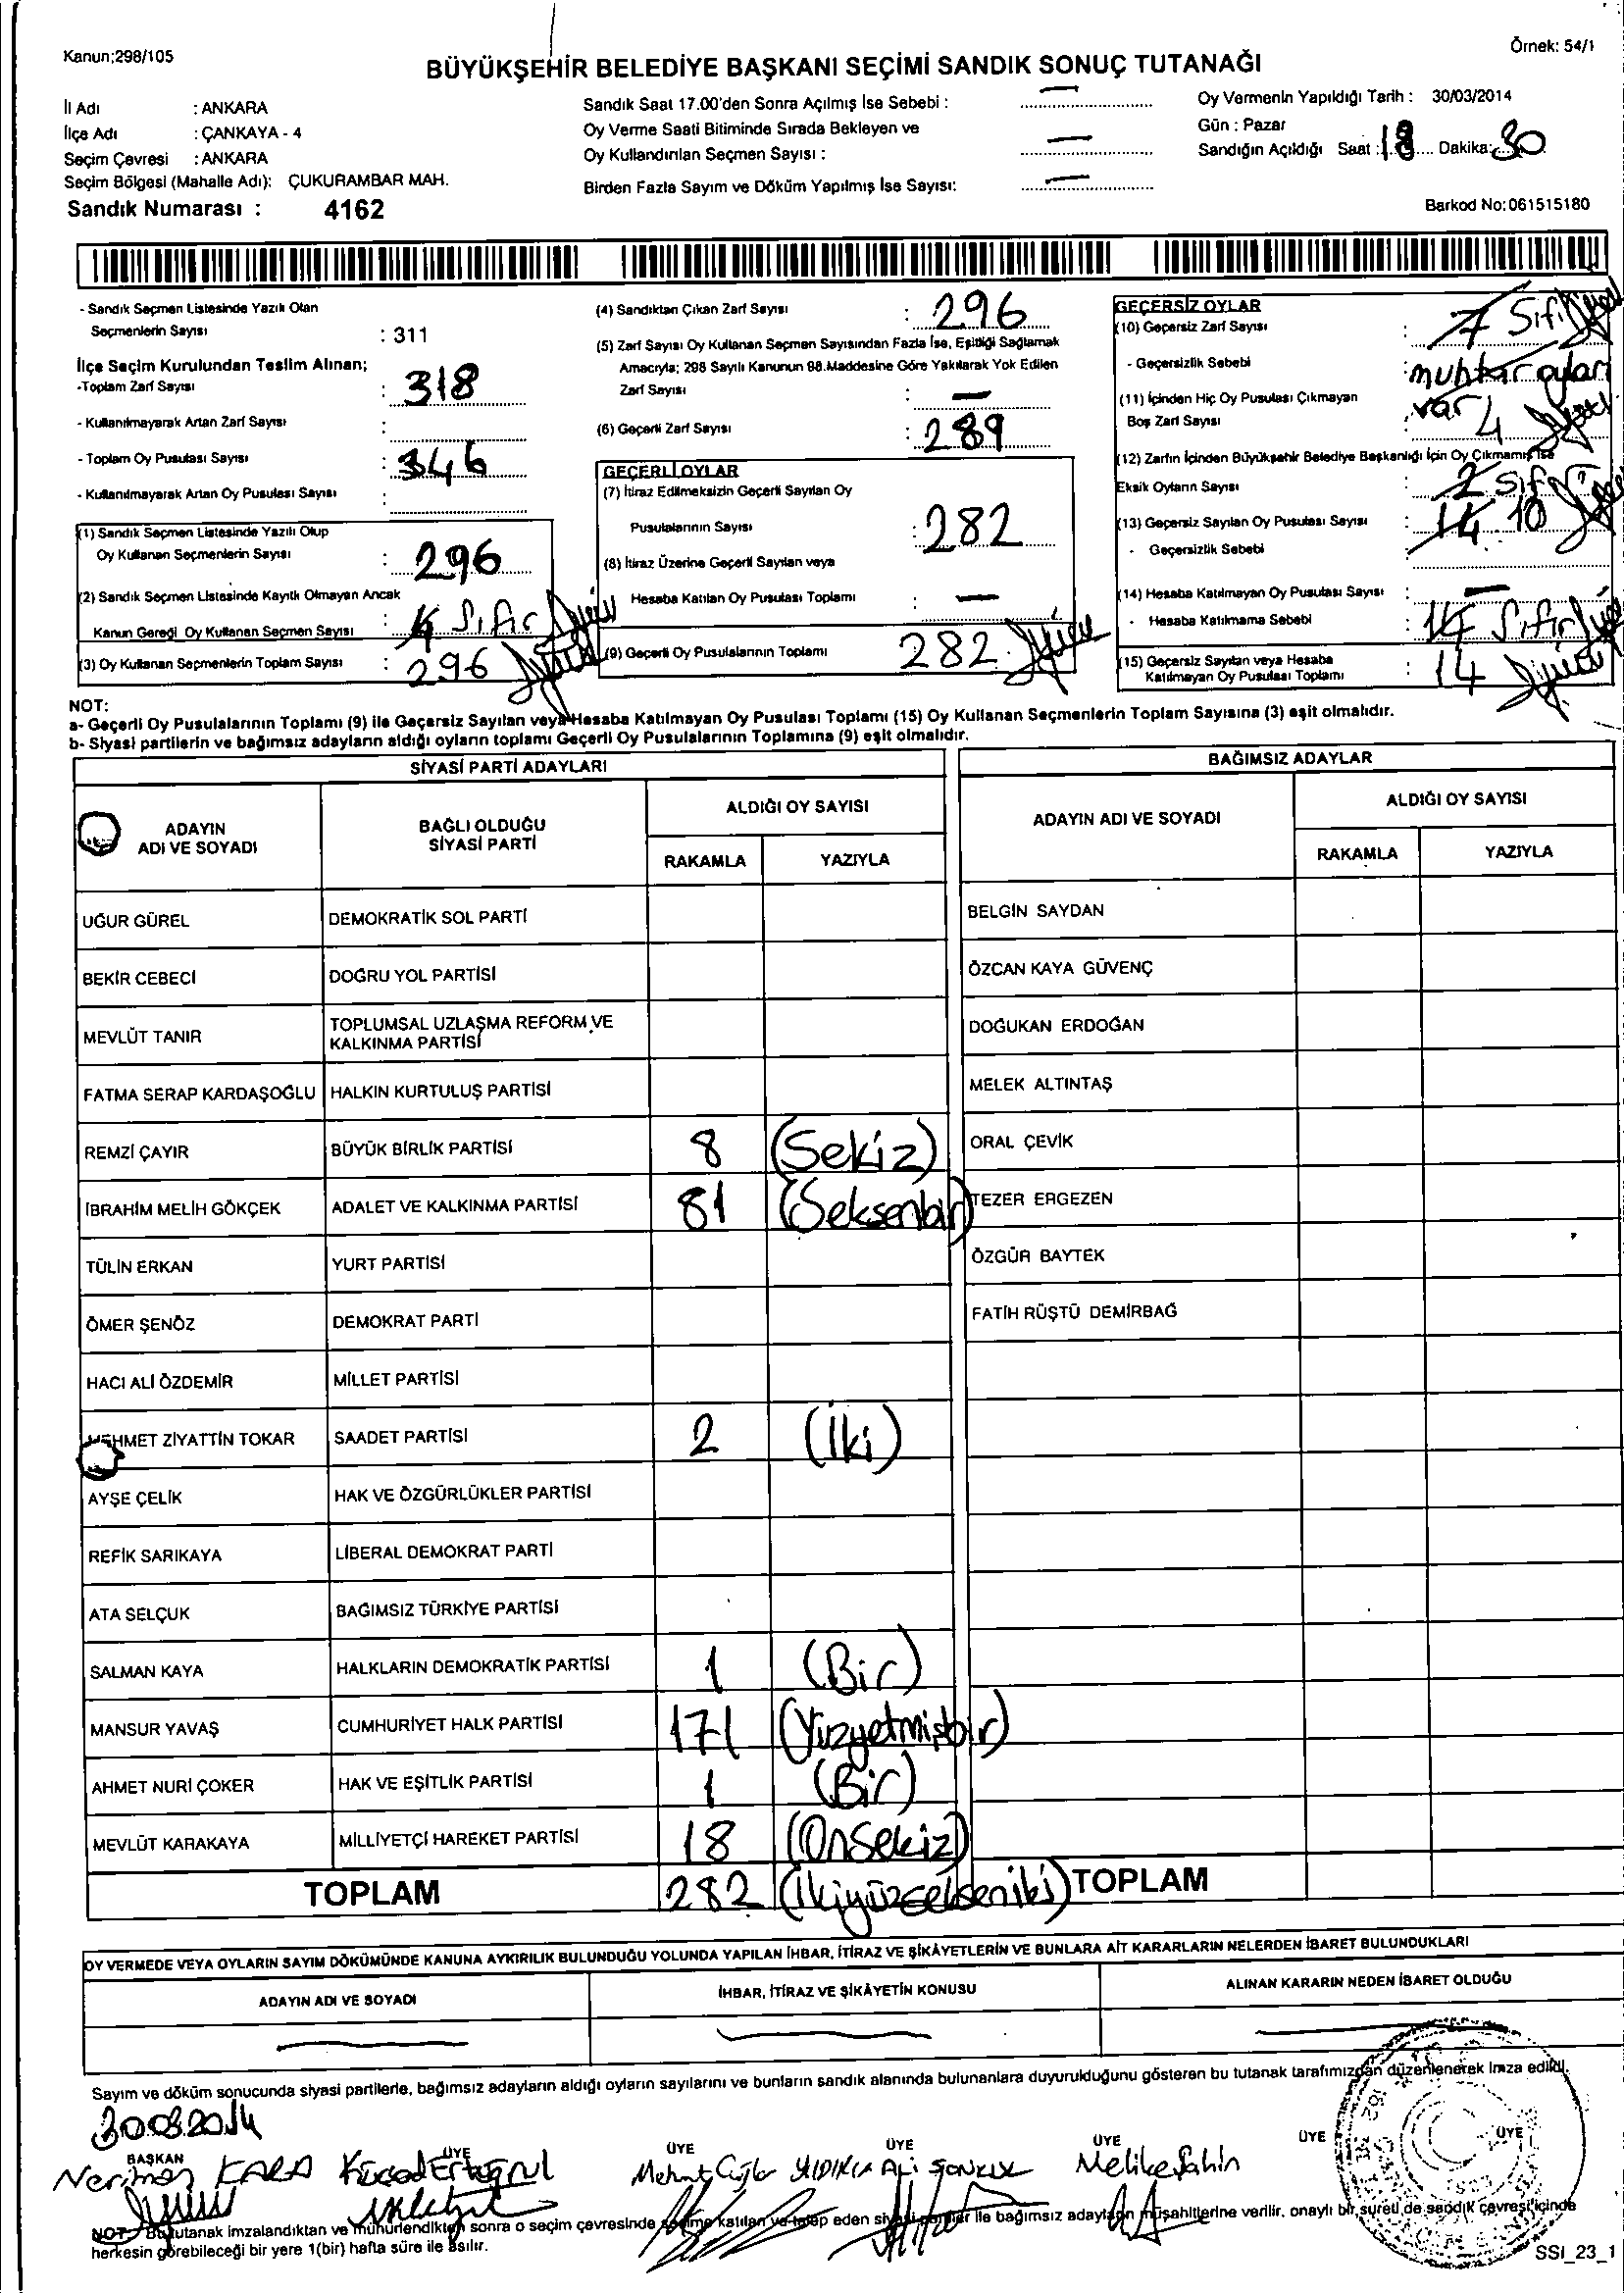 Kanun:298/105
Örnek: 54/1
BÜYÜKŞEHİR BELEDİYE BAŞKANI SEÇİMİ SANDIK SONUÇ TUTANAĞI
İl Adı : ANKARA
İlçe Adı : ÇANKAYA - 4
Seçim Çevresi : ANKARA
Seçim Bölgesi (Mahalle Adı): ÇUKURAMBAR MAH.
Sandık Numarası : 4162
Sandık Saat 17.00'den Sonra Açılmış İse Sebebi : —
Oy Verme Saati Bitiminde Sırada Bekleyen ve
Oy Kullandırılan Seçmen Sayısı : —
Birden Fazla Sayım ve Döküm Yapılmış İse Sayısı: —
Oy Vermenin Yapıldığı Tarih : 30/03/2014
Gün : Pazar
Sandığın Açıldığı Saat : 18 Dakika: 30
Barkod No:061515180
- Sandık Seçmen Listesinde Yazılı Olan
Seçmenlerin Sayısı : 311
İlçe Seçim Kurulundan Teslim Alınan;
-Toplam Zarf Sayısı : 318
- Kullanılmayarak Artan Zarf Sayısı :
- Toplam Oy Pusulası Sayısı : 346
- Kullanılmayarak Artan Oy Pusulası Sayısı :
(1) Sandık Seçmen Listesinde Yazılı Olup
Oy Kullanan Seçmenlerin Sayısı : 296
(2) Sandık Seçmen Listesinde Kayıtlı Olmayan Ancak
Kanun Gereği Oy Kullanan Seçmen Sayısı : 4 Sıfır
(3) Oy Kullanan Seçmenlerin Toplam Sayısı : 296
(4) Sandıktan Çıkan Zarf Sayısı : 296
(5) Zarf Sayısı Oy Kullanan Seçmen Sayısından Fazla İse, Eşitliği Sağlamak
Amacıyla; 298 Sayılı Kanunun 98.Maddesine Göre Yakılarak Yok Edilen
Zarf Sayısı : —
(6) Geçerli Zarf Sayısı : 289
GEÇERLİ OYLAR
(7) İtiraz Edilmeksizin Geçerli Sayılan Oy
Pusulalarının Sayısı : 282
(8) İtiraz Üzerine Geçerli Sayılan veya
Hesaba Katılan Oy Pusulası Toplamı : —
(9) Geçerli Oy Pusulalarının Toplamı 282
GEÇERSİZ OYLAR
(10) Geçersiz Zarf Sayısı : 7 Sıfır
- Geçersizlik Sebebi : muhtar oyları
(11) İçinden Hiç Oy Pusulası Çıkmayan var
Boş Zarf Sayısı : 4
(12) Zarfın İçinden Büyükşehir Belediye Başkanlığı İçin Oy Çıkmamış İse
Eksik Oyların Sayısı : 2 Sıfır
(13) Geçersiz Sayılan Oy Pusulası Sayısı : 14 10
- Geçersizlik Sebebi
(14) Hesaba Katılmayan Oy Pusulası Sayısı : —
- Hesaba Katılmama Sebebi : 14 Sıfır
(15) Geçersiz Sayılan veya Hesaba
Katılmayan Oy Pusulası Toplamı : 14
NOT:
a- Geçerli Oy Pusulalarının Toplamı (9) ile Geçersiz Sayılan veya Hesaba Katılmayan Oy Pusulası Toplamı (15) Oy Kullanan Seçmenlerin Toplam Sayısına (3) eşit olmalıdır.
b- Siyasi partilerin ve bağımsız adayların aldığı oyların toplamı Geçerli Oy Pusulalarının Toplamına (9) eşit olmalıdır.
SİYASİ PARTİ ADAYLARI
ADAYIN ADI VE SOYADI BAĞLI OLDUĞU SİYASİ PARTİ ALDIĞI OY SAYISI
RAKAMLA YAZIYLA
UĞUR GÜREL DEMOKRATİK SOL PARTİ
BEKİR CEBECİ DOĞRU YOL PARTİSİ
MEVLÜT TANIR TOPLUMSAL UZLAŞMA REFORM VE KALKINMA PARTİSİ
FATMA SERAP KARDAŞOĞLU HALKIN KURTULUŞ PARTİSİ
REMZİ ÇAYIR BÜYÜK BİRLİK PARTİSİ 8 (Sekiz)
İBRAHİM MELİH GÖKÇEK ADALET VE KALKINMA PARTİSİ 81 (Seksenbir)
TÜLİN ERKAN YURT PARTİSİ
ÖMER ŞENÖZ DEMOKRAT PARTİ
HACI ALİ ÖZDEMİR MİLLET PARTİSİ
MEHMET ZİYATTİN TOKAR SAADET PARTİSİ 2 (İki)
AYŞE ÇELİK HAK VE ÖZGÜRLÜKLER PARTİSİ
REFİK SARIKAYA LİBERAL DEMOKRAT PARTİ
ATA SELÇUK BAĞIMSIZ TÜRKİYE PARTİSİ
SALMAN KAYA HALKLARIN DEMOKRATİK PARTİSİ 1 (Bir)
MANSUR YAVAŞ CUMHURİYET HALK PARTİSİ 171 (Yüzyetmişbir)
AHMET NURİ ÇOKER HAK VE EŞİTLİK PARTİSİ 1 (Bir)
MEVLÜT KARAKAYA MİLLİYETÇİ HAREKET PARTİSİ 18 (Onsekiz)
TOPLAM 282 (İkiyüzsekseniki)
BAĞIMSIZ ADAYLAR
ADAYIN ADI VE SOYADI ALDIĞI OY SAYISI
RAKAMLA YAZIYLA
BELGİN SAYDAN
ÖZCAN KAYA GÜVENÇ
DOĞUKAN ERDOĞAN
MELEK ALTINTAŞ
ORAL ÇEVİK
TEZER ERGEZEN
ÖZGÜR BAYTEK
FATİH RÜŞTÜ DEMİRBAĞ
TOPLAM
OY VERMEDE VEYA OYLARIN SAYIM DÖKÜMÜNDE KANUNA AYKIRILIK BULUNDUĞU YOLUNDA YAPILAN İHBAR, İTİRAZ VE ŞİKÂYETLERİN VE BUNLARA AİT KARARLARIN NELERDEN İBARET BULUNDUKLARI
ADAYIN ADI VE SOYADI İHBAR, İTİRAZ VE ŞİKÂYETİN KONUSU ALINAN KARARIN NEDEN İBARET OLDUĞU
Sayım ve döküm sonucunda siyasi partilerle, bağımsız adayların aldığı oyların sayılarını ve bunların sandık alanında bulunanlara duyurulduğunu gösteren bu tutanak tarafımızdan düzenlenerek imza edildi.
30.03.2014
BAŞKAN ÜYE ÜYE ÜYE ÜYE ÜYE ÜYE
Neriman KARA Kürşad Ertuğrul Mehmet Çağlar YILDIRIM Melike Şahin
NOT: Bu tutanak imzalandıktan ve mühürlendikten sonra o seçim çevresinde seçime katılan ve talep eden siyasi partiler ile bağımsız adayların müşahitlerine verilir, onaylı bir sureti de sandık çevresi içinde
herkesin görebileceği bir yere 1(bir) hafta süre ile asılır.
SSİ_23_1